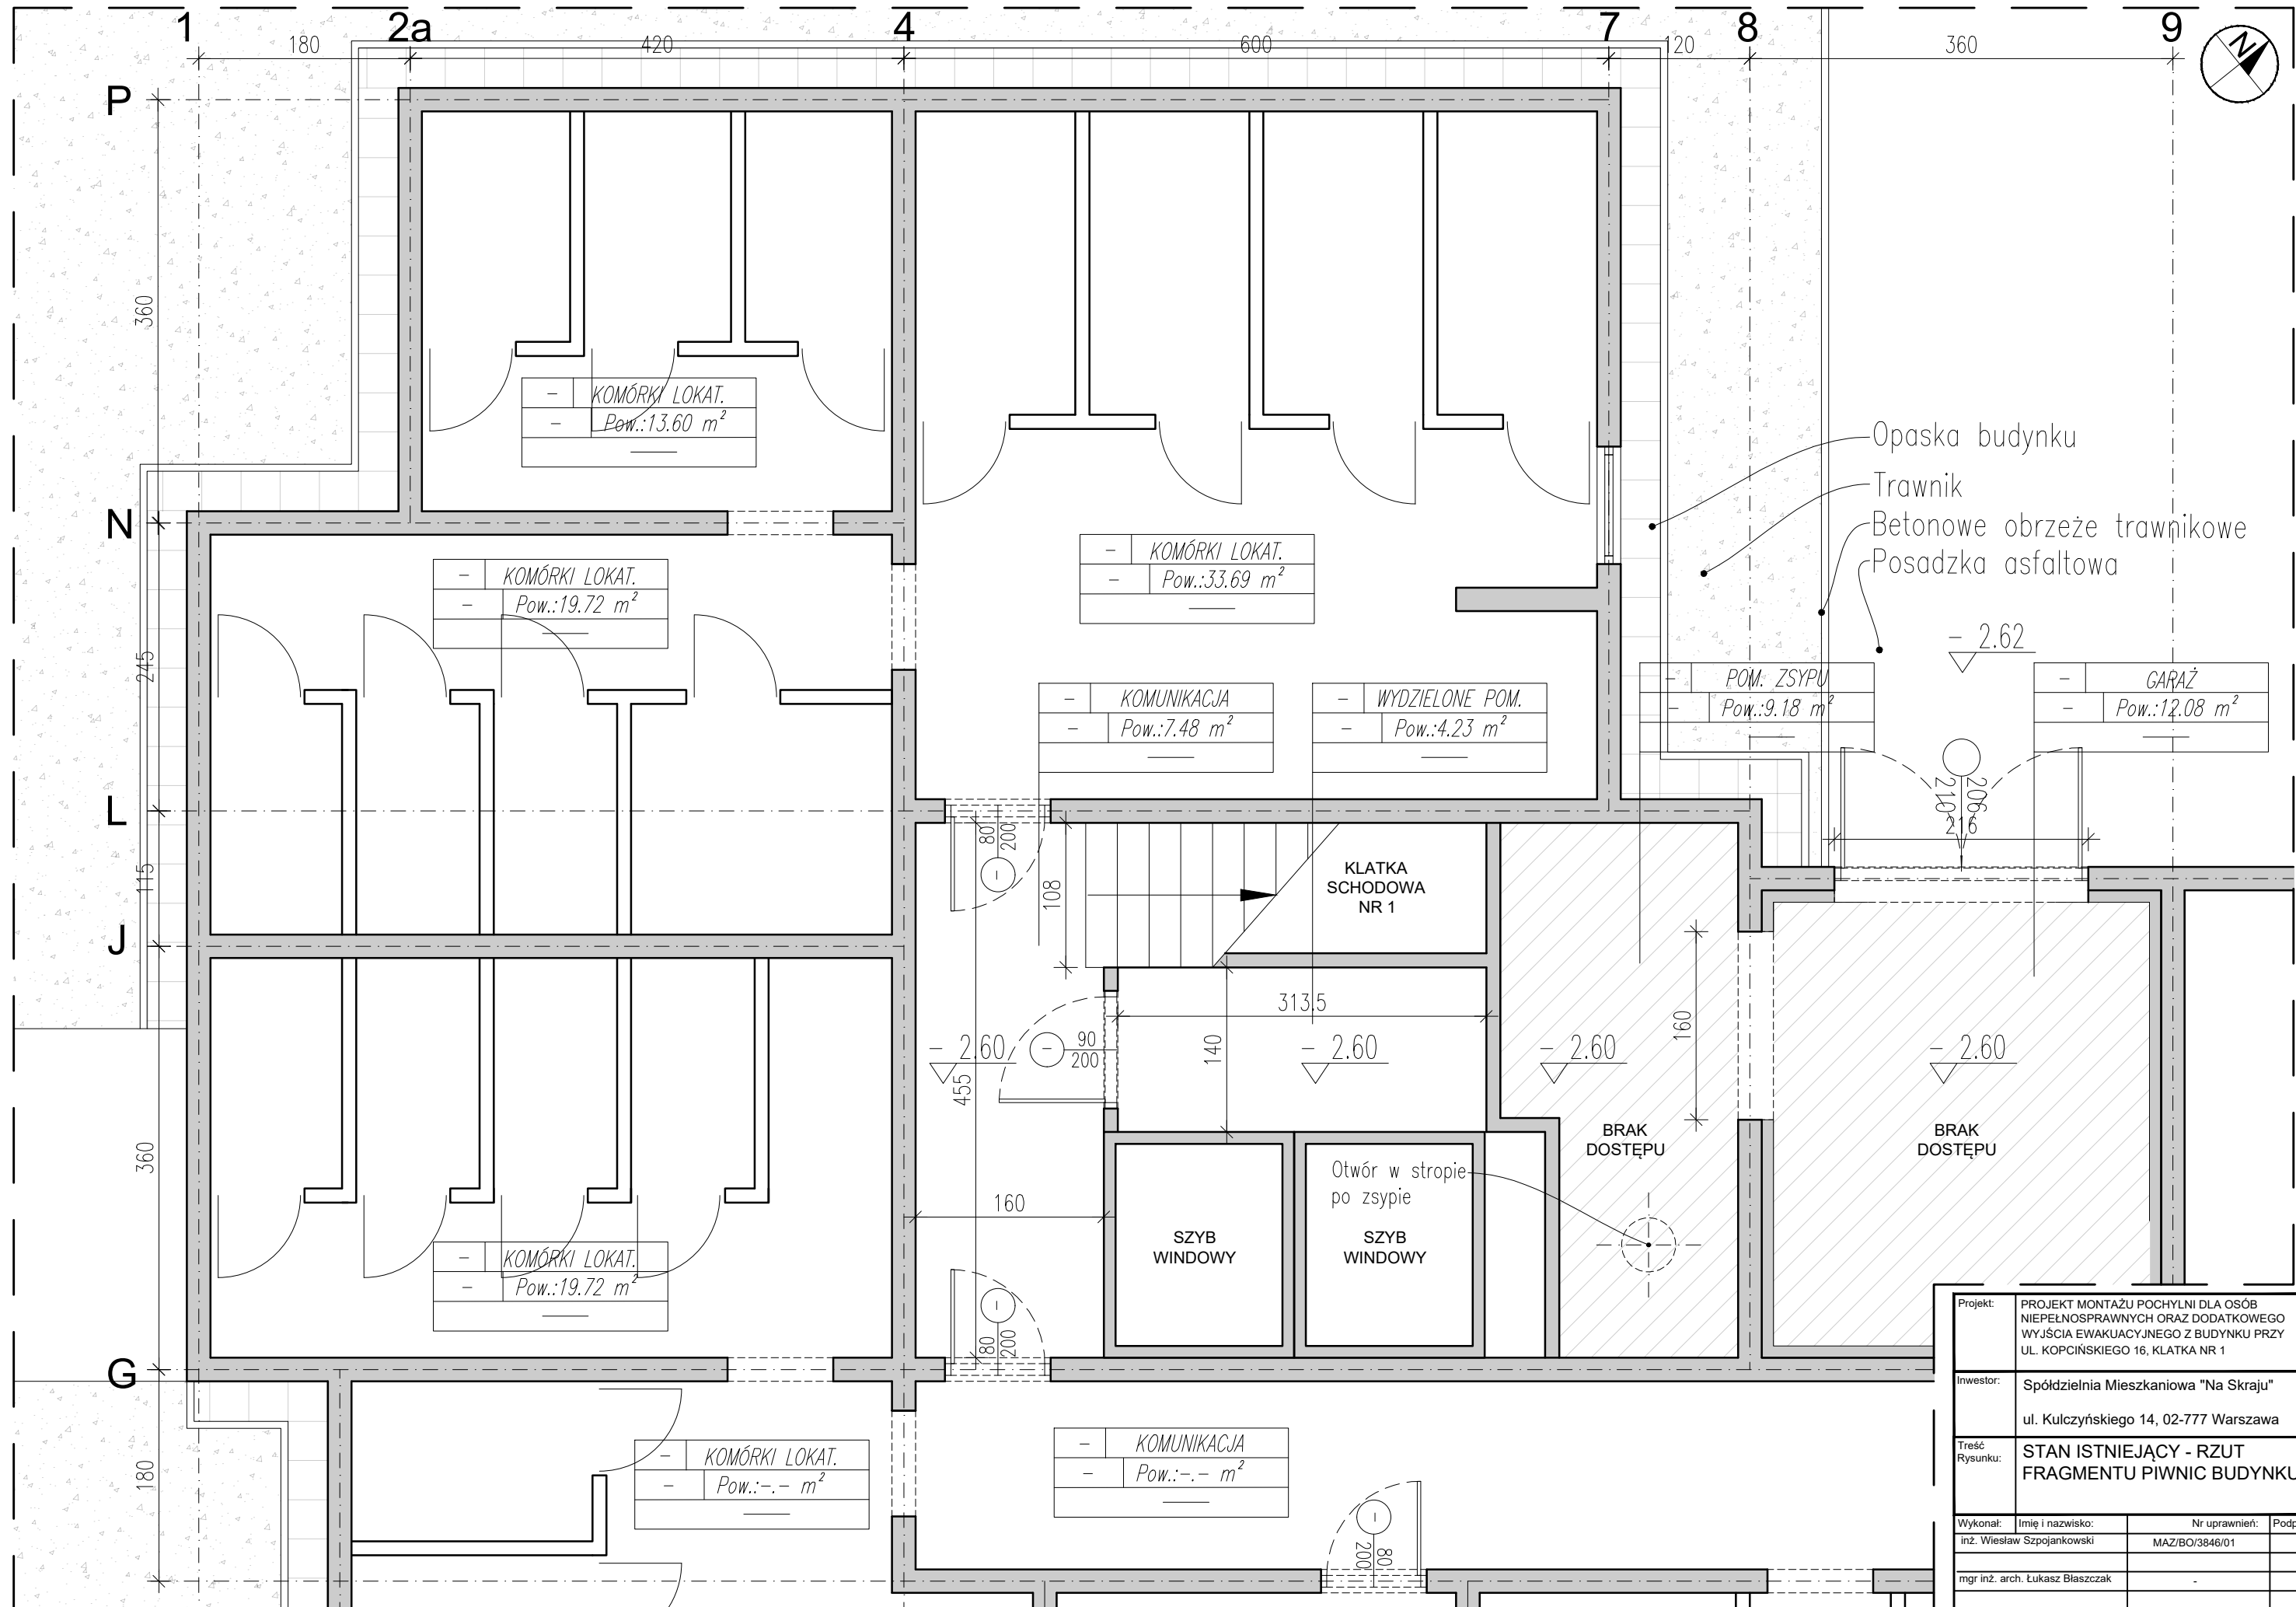 1
2a
4
7
8
9
180
420
600
120
360
N
P
360
KOMÓRKI LOKAT.
Pow.:13.60 m²
Opaska budynku
Trawnik
Betonowe obrzeże trawnikowe
Posadzka asfaltowa
N
- KOMÓRKI LOKAT.
- Pow.:33.69 m²
- KOMÓRKI LOKAT.
- Pow.:19.72 m²
- 2.62
245
- KOMUNIKACJA
- Pow.:7.48 m²
- WYDZIELONE POM.
- Pow.:4.23 m²
- POM. ZSYPU
- Pow.:9.18 m²
- GARAŻ
- Pow.:12.08 m²
206
210
216
L
80
200
108
KLATKA
SCHODOWA
NR 1
115
J
313.5
- 2.60
90
200
140
- 2.60
- 2.60
160
- 2.60
455
BRAK
DOSTĘPU
BRAK
DOSTĘPU
360
Otwór w stropie
po zsypie
160
SZYB
WINDOWY
SZYB
WINDOWY
- KOMÓRKI LOKAT.
- Pow.:19.72 m²
80
200
G
180
- KOMÓRKI LOKAT.
- Pow.:-.- m²
- KOMUNIKACJA
- Pow.:-.- m²
80
200
Projekt:
PROJEKT MONTAŻU POCHYLNI DLA OSÓB
NIEPEŁNOSPRAWNYCH ORAZ DODATKOWEGO
WYJŚCIA EWAKUACYJNEGO Z BUDYNKU PRZY
UL. KOPCIŃSKIEGO 16, KLATKA NR 1
Inwestor:
Spółdzielnia Mieszkaniowa "Na Skraju"
ul. Kulczyńskiego 14, 02-777 Warszawa
Treść
Rysunku:
STAN ISTNIEJĄCY - RZUT
FRAGMENTU PIWNIC BUDYNKU
Wykonał: Imię i nazwisko: Nr uprawnień: Podp
inż. Wiesław Szpojankowski MAZ/BO/3846/01
mgr inż. arch. Łukasz Błaszczak -